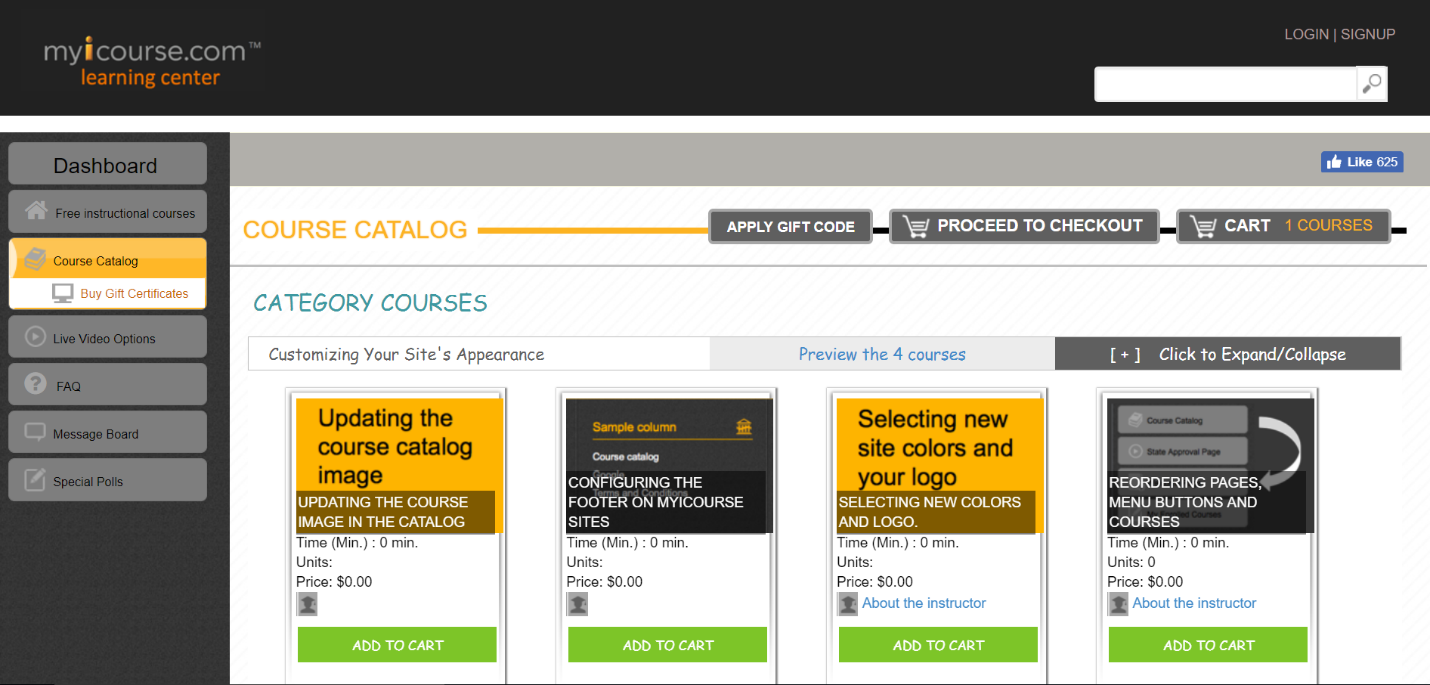 myicourse.com™
learning center
LOGIN | SIGNUP
Dashboard
Free instructional courses
Course Catalog
Buy Gift Certificates
Live Video Options
FAQ
Message Board
Special Polls
Like 625
COURSE CATALOG
APPLY GIFT CODE
PROCEED TO CHECKOUT
CART 1 COURSES
CATEGORY COURSES
Customizing Your Site's Appearance
Preview the 4 courses
[ + ] Click to Expand/Collapse
Updating the
course catalog
image
UPDATING THE COURSE
IMAGE IN THE CATALOG
Time (Min.) : 0 min.
Units:
Price: $0.00
ADD TO CART
Sample column
Course catalog
Google
Terms and Conditions
CONFIGURING THE
FOOTER ON MYICOURSE
SITES
Time (Min.) : 0 min.
Units:
Price: $0.00
ADD TO CART
Selecting new
site colors and
your logo
SELECTING NEW COLORS
AND LOGO.
Time (Min.) : 0 min.
Units:
Price: $0.00
About the instructor
ADD TO CART
Course Catalog
State Approval Page
REORDERING PAGES,
MENU BUTTONS AND
COURSES
Courses
Time (Min.) : 0 min.
Units: 0
Price: $0.00
About the instructor
ADD TO CART